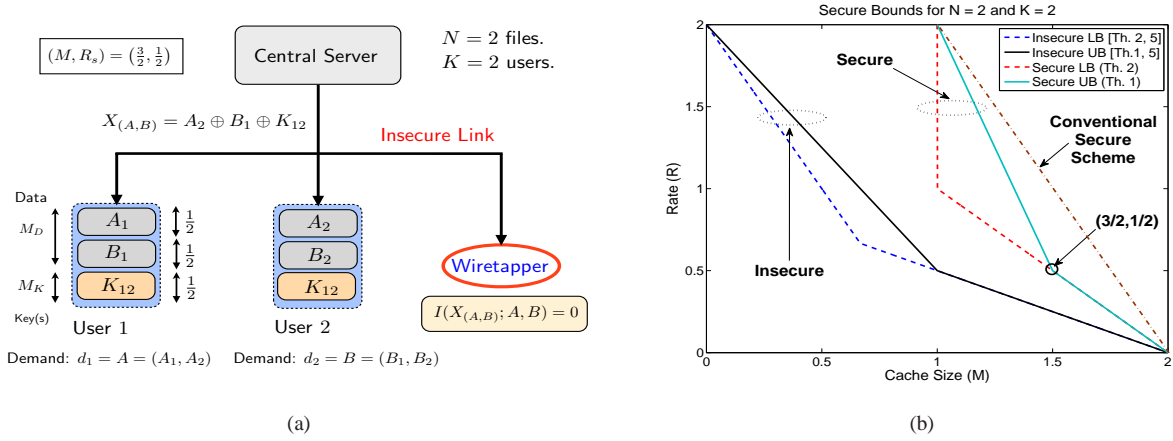 (M, R_s) = (3/2, 1/2)
Central Server
N = 2 files.
K = 2 users.
X_(A,B) = A_2 ⊕ B_1 ⊕ K_12
Insecure Link
Data
M_D
M_K
Key(s)
A_1
B_1
K_12
1/2
1/2
1/2
User 1
A_2
B_2
K_12
User 2
Wiretapper
I(X_(A,B); A, B) = 0
Demand: d_1 = A = (A_1, A_2)
Demand: d_2 = B = (B_1, B_2)
(a)
Secure Bounds for N = 2 and K = 2
Insecure LB [Th. 2, 5]
Insecure UB [Th.1, 5]
Secure LB (Th. 2)
Secure UB (Th. 1)
Secure
Conventional
Secure
Scheme
(3/2,1/2)
Insecure
Rate (R)
2
1.5
1
0.5
0
0
0.5
1
1.5
2
Cache Size (M)
(b)